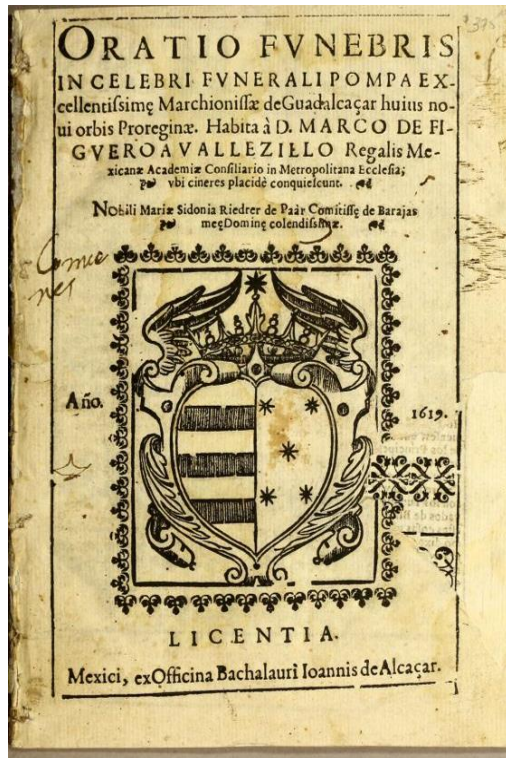 ORATIO FVNEBRIS
IN CELEBRI FVNERALI POMPA EX-
cellentiſsimę Marchioniſſæ de Guadalcaçar huius no-
ui orbis Proreginæ. Habita à D. MARCO DE FI-
GVEROA VALLEZILLO Regalis Me-
xicanæ Academiæ Conſiliario in Metropolitana Eccleſia;
vbi cineres placidè conquieſcunt.
Nobili Mariæ Sidonia Riedrer de Paàr Comitiſſę de Barajas
meę Dominę colendiſsimæ.
Año.
1619.
LICENTIA.
Mexici, ex Officina Bachalauri Ioannis de Alcaçar.